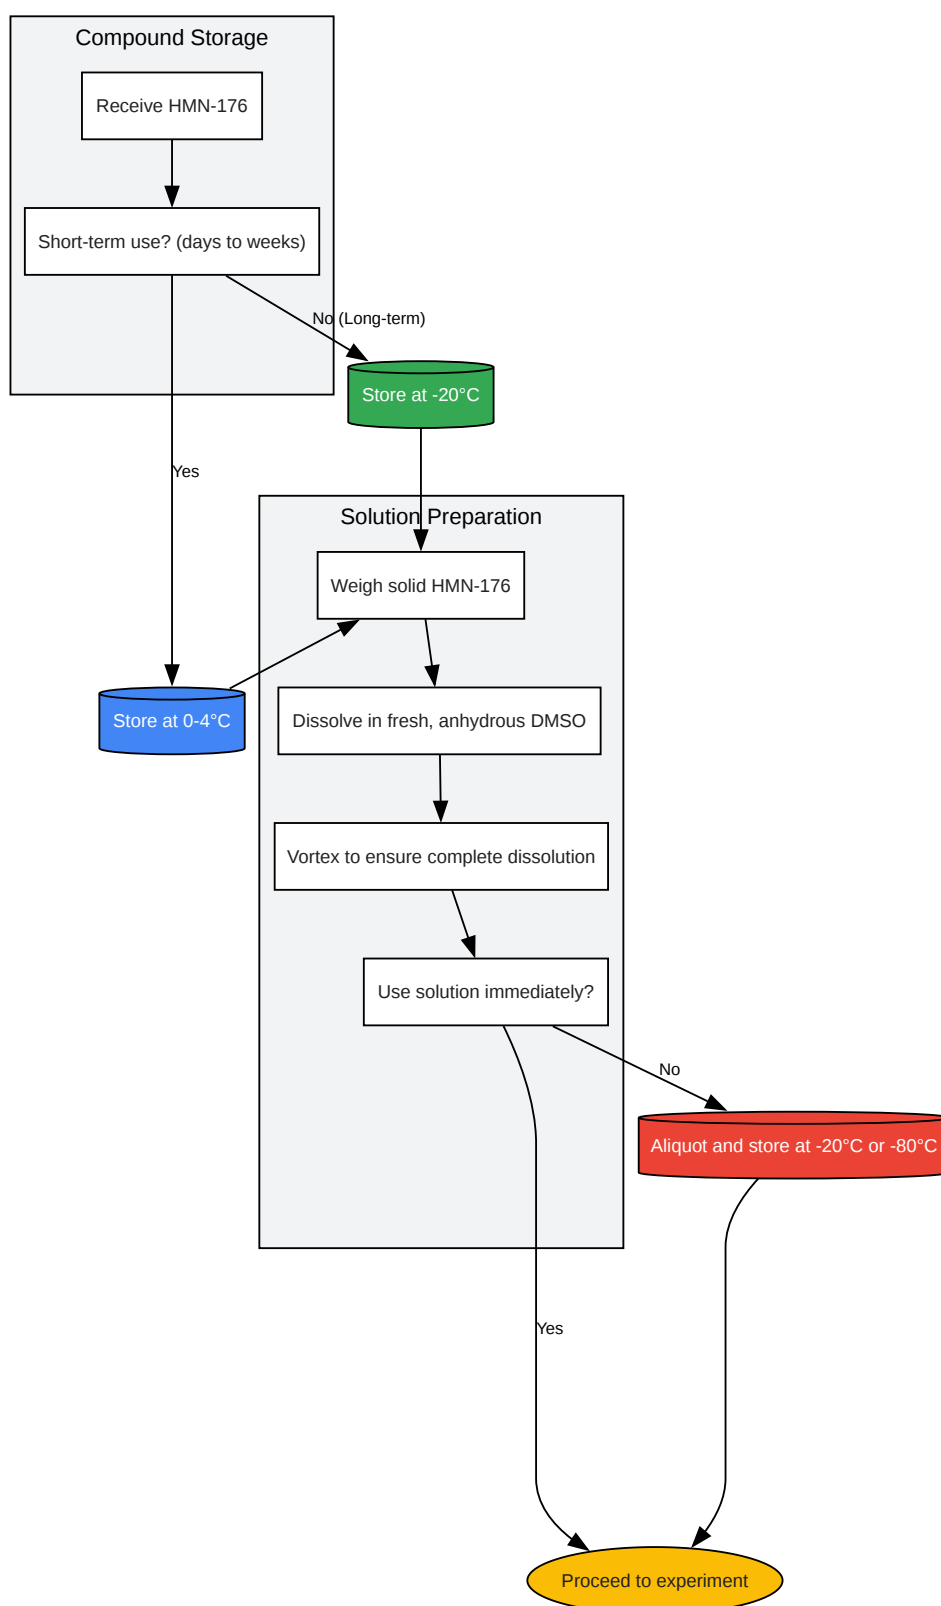 Compound Storage
Receive HMN-176
Short-term use? (days to weeks)
No (Long-term)
Store at -20°C
Yes
Solution Preparation
Weigh solid HMN-176
Store at 0-4°C
Dissolve in fresh, anhydrous DMSO
Vortex to ensure complete dissolution
Use solution immediately?
No
Aliquot and store at -20°C or -80°C
Yes
Proceed to experiment